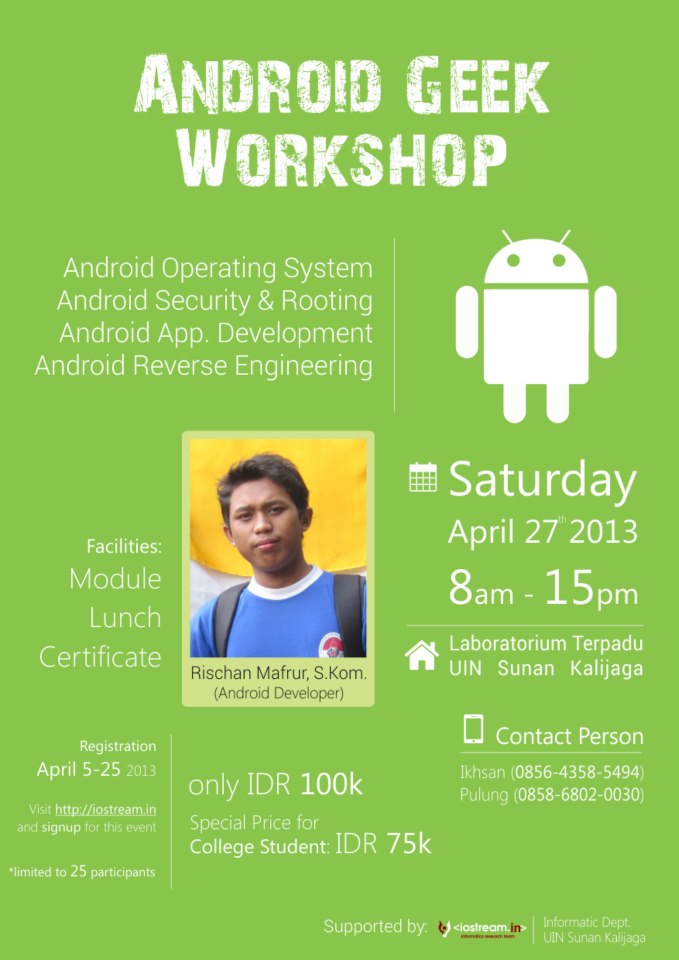 Android Geek
Workshop
Android Operating System
Android Security & Rooting
Android App. Development
Android Reverse Engineering
Saturday
April 27th 2013
8am - 15pm
Laboratorium Terpadu
UIN Sunan Kalijaga
Facilities:
Module
Lunch
Certificate
Rischan Mafrur, S.Kom.
(Android Developer)
Contact Person
Ikhsan (0856-4358-5494)
Pulung (0858-6802-0030)
Registration
April 5-25 2013
Visit http://iostream.in
and signup for this event
*limited to 25 participants
only IDR 100k
Special Price for
College Student: IDR 75k
Supported by:
<iostream.in>
informatics research team
Informatic Dept.
UIN Sunan Kalijaga